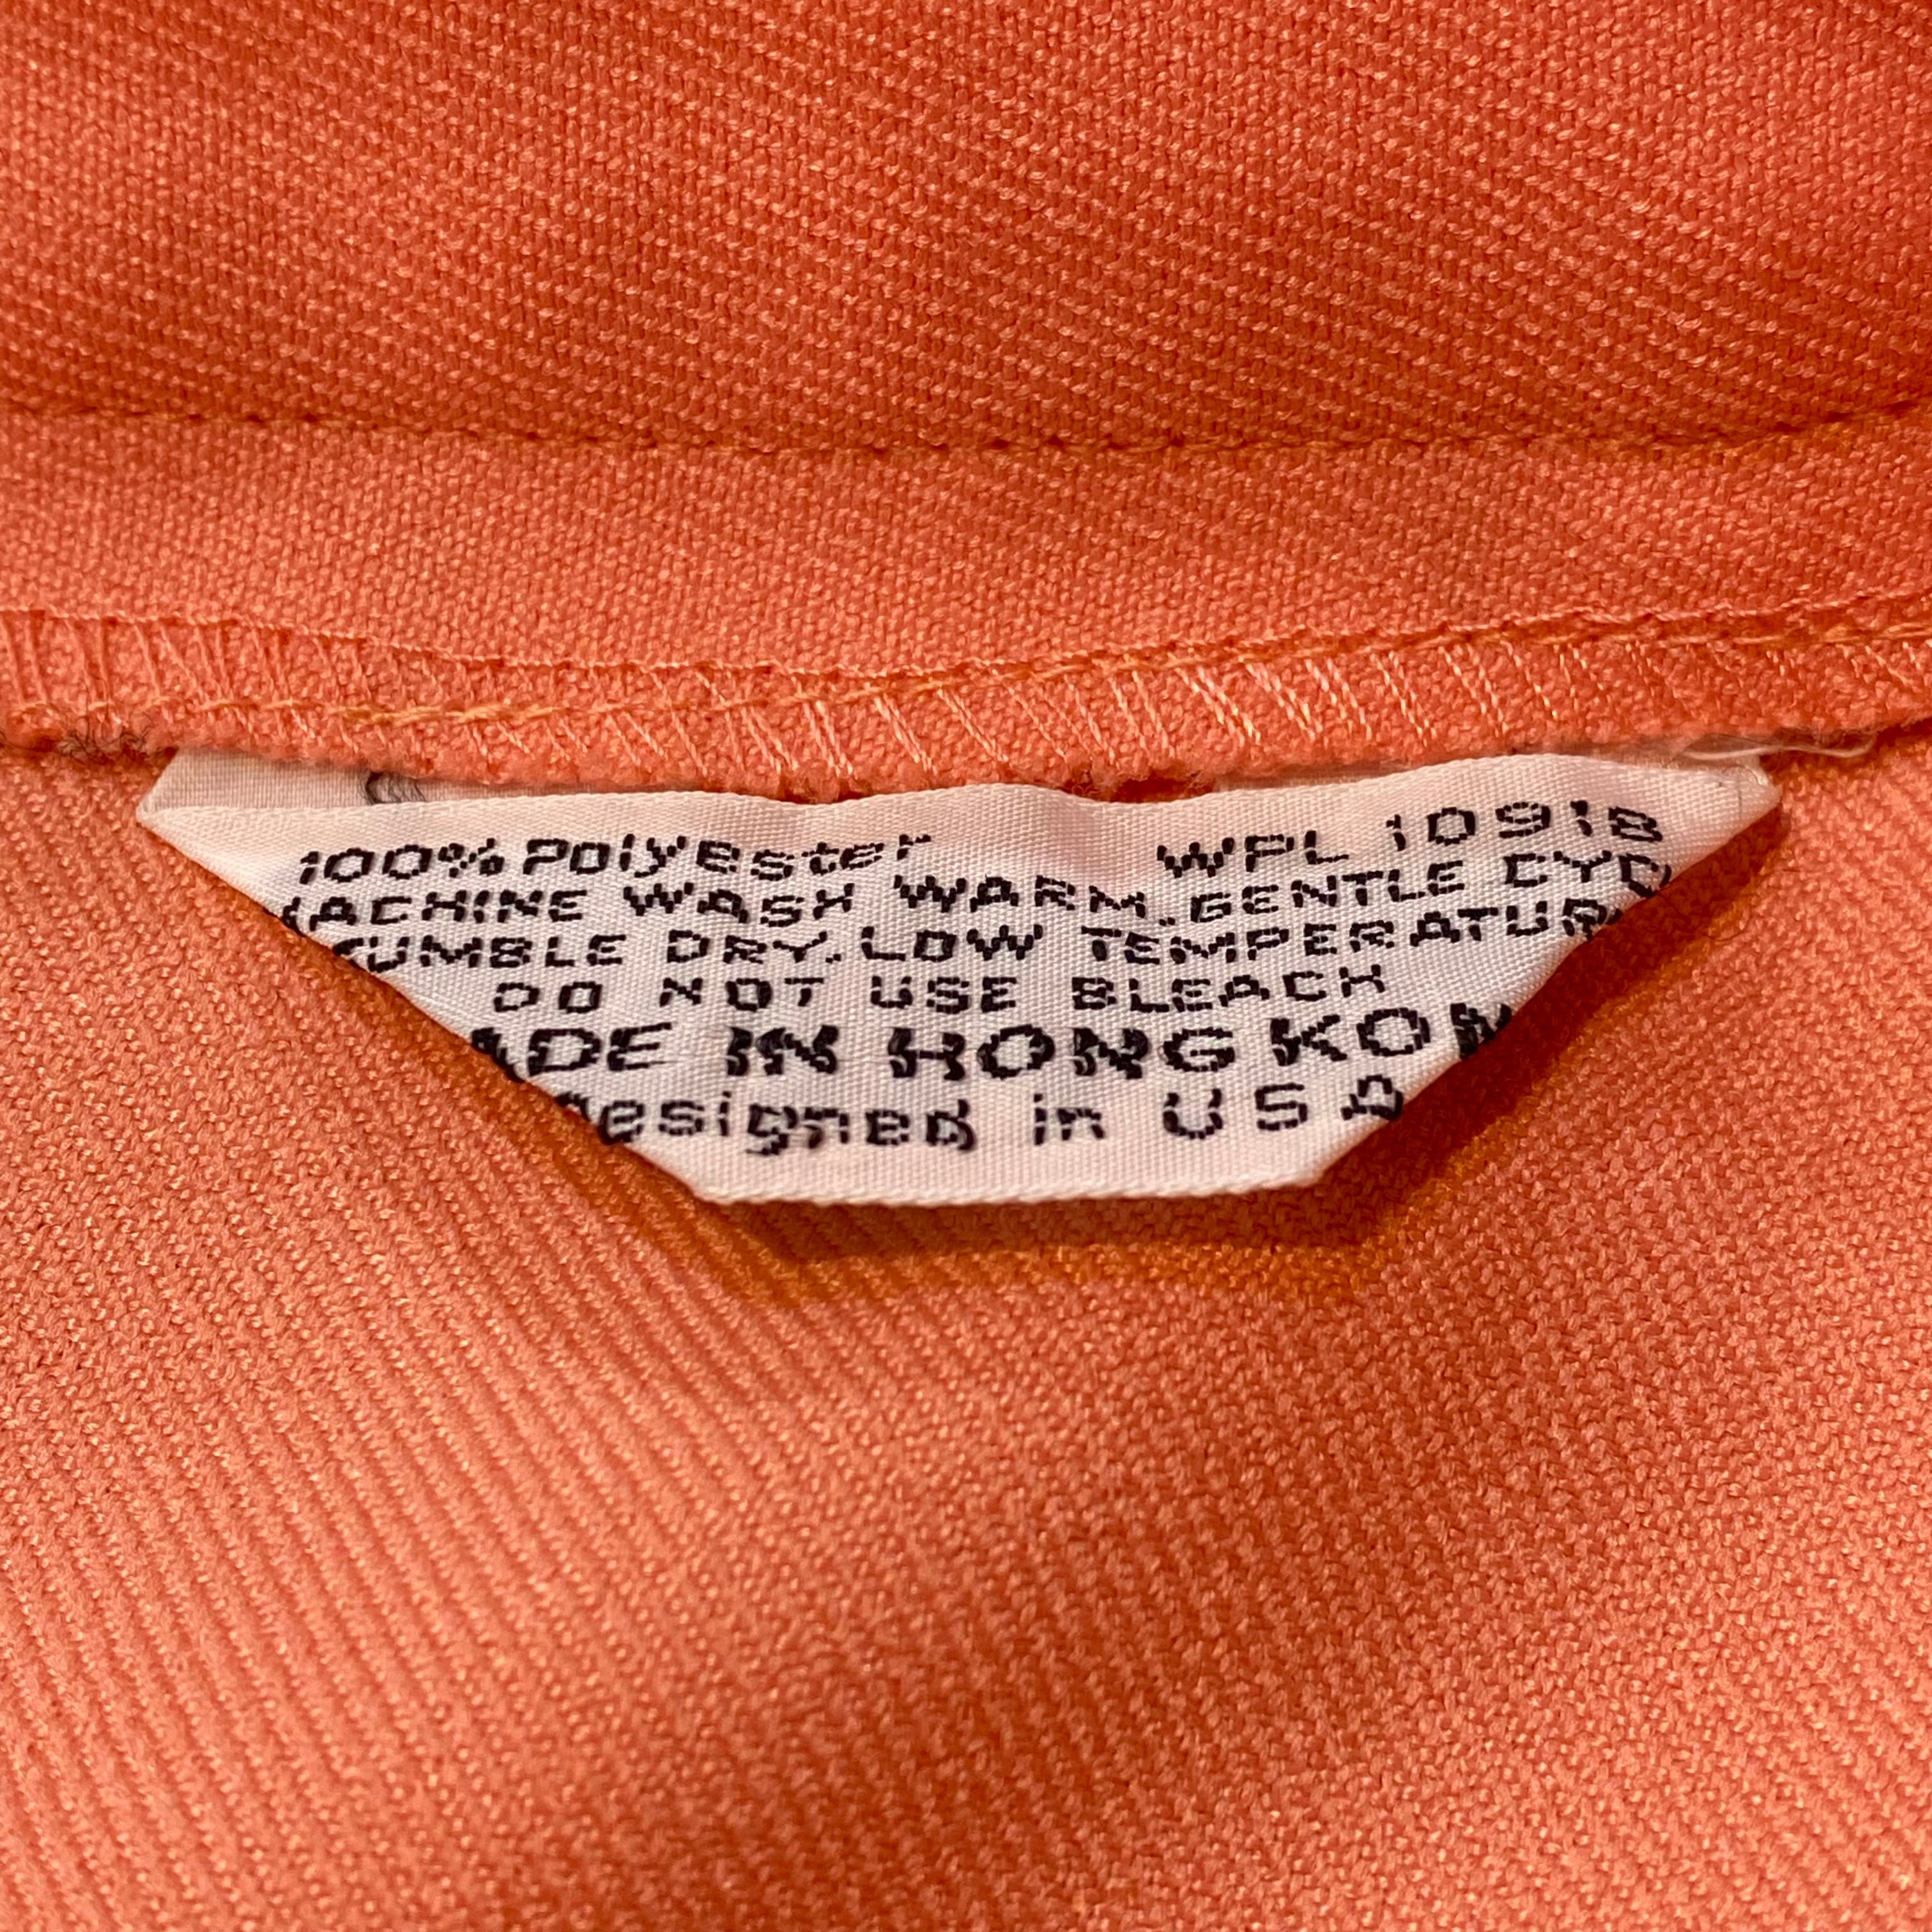 100% Polyester WPL 10918
MACHINE WASH WARM. GENTLE CYC
TUMBLE DRY. LOW TEMPERATUR
DO NOT USE BLEACH
ADE IN HONG KON
esigned in USA